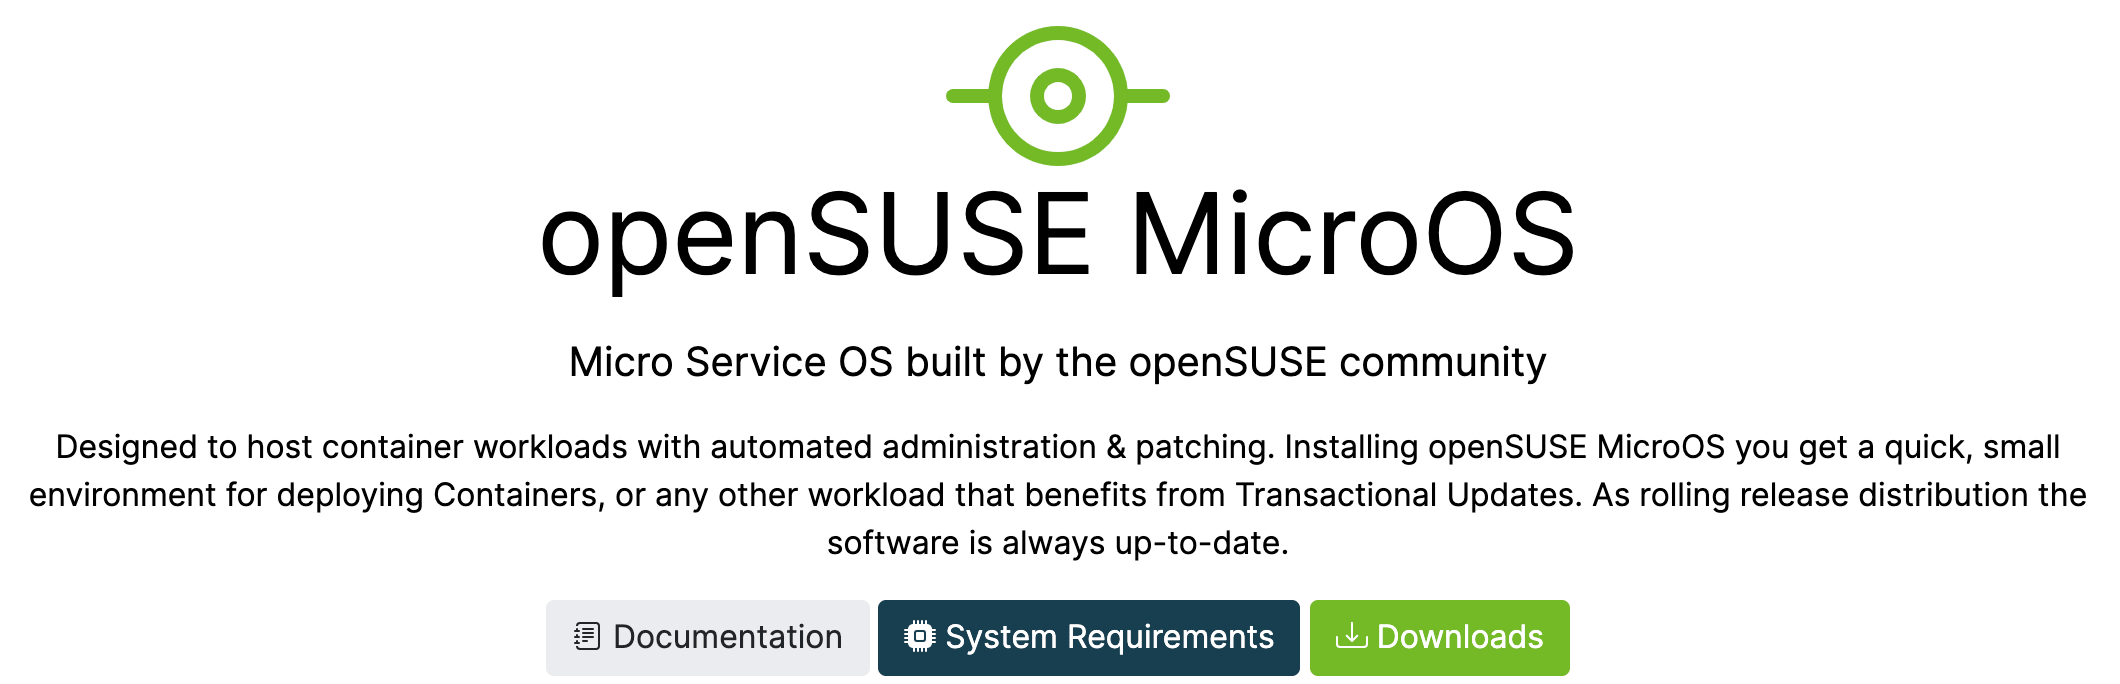 openSUSE MicroOS
Micro Service OS built by the openSUSE community
Designed to host container workloads with automated administration & patching. Installing openSUSE MicroOS you get a quick, small
environment for deploying Containers, or any other workload that benefits from Transactional Updates. As rolling release distribution the
software is always up-to-date.
Documentation System Requirements Downloads